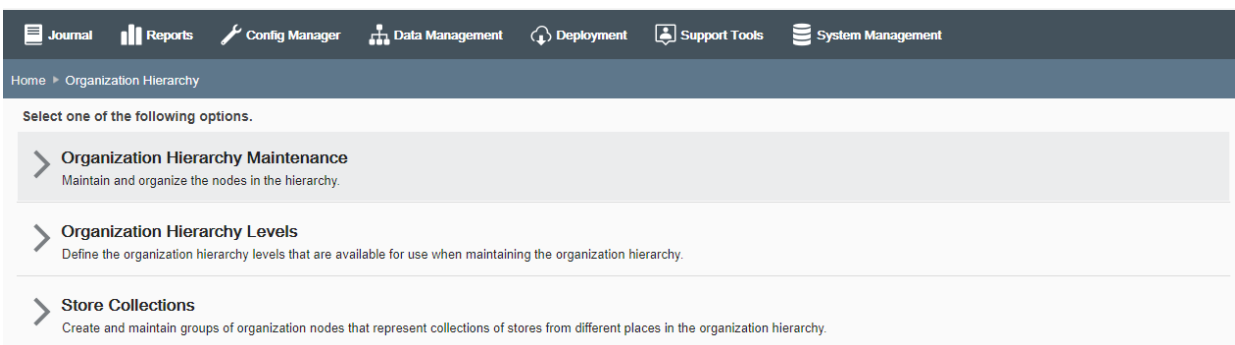 Journal Reports Config Manager Data Management Deployment Support Tools System Management
Home Organization Hierarchy
Select one of the following options.
Organization Hierarchy Maintenance
Maintain and organize the nodes in the hierarchy.
Organization Hierarchy Levels
Define the organization hierarchy levels that are available for use when maintaining the organization hierarchy.
Store Collections
Create and maintain groups of organization nodes that represent collections of stores from different places in the organization hierarchy.